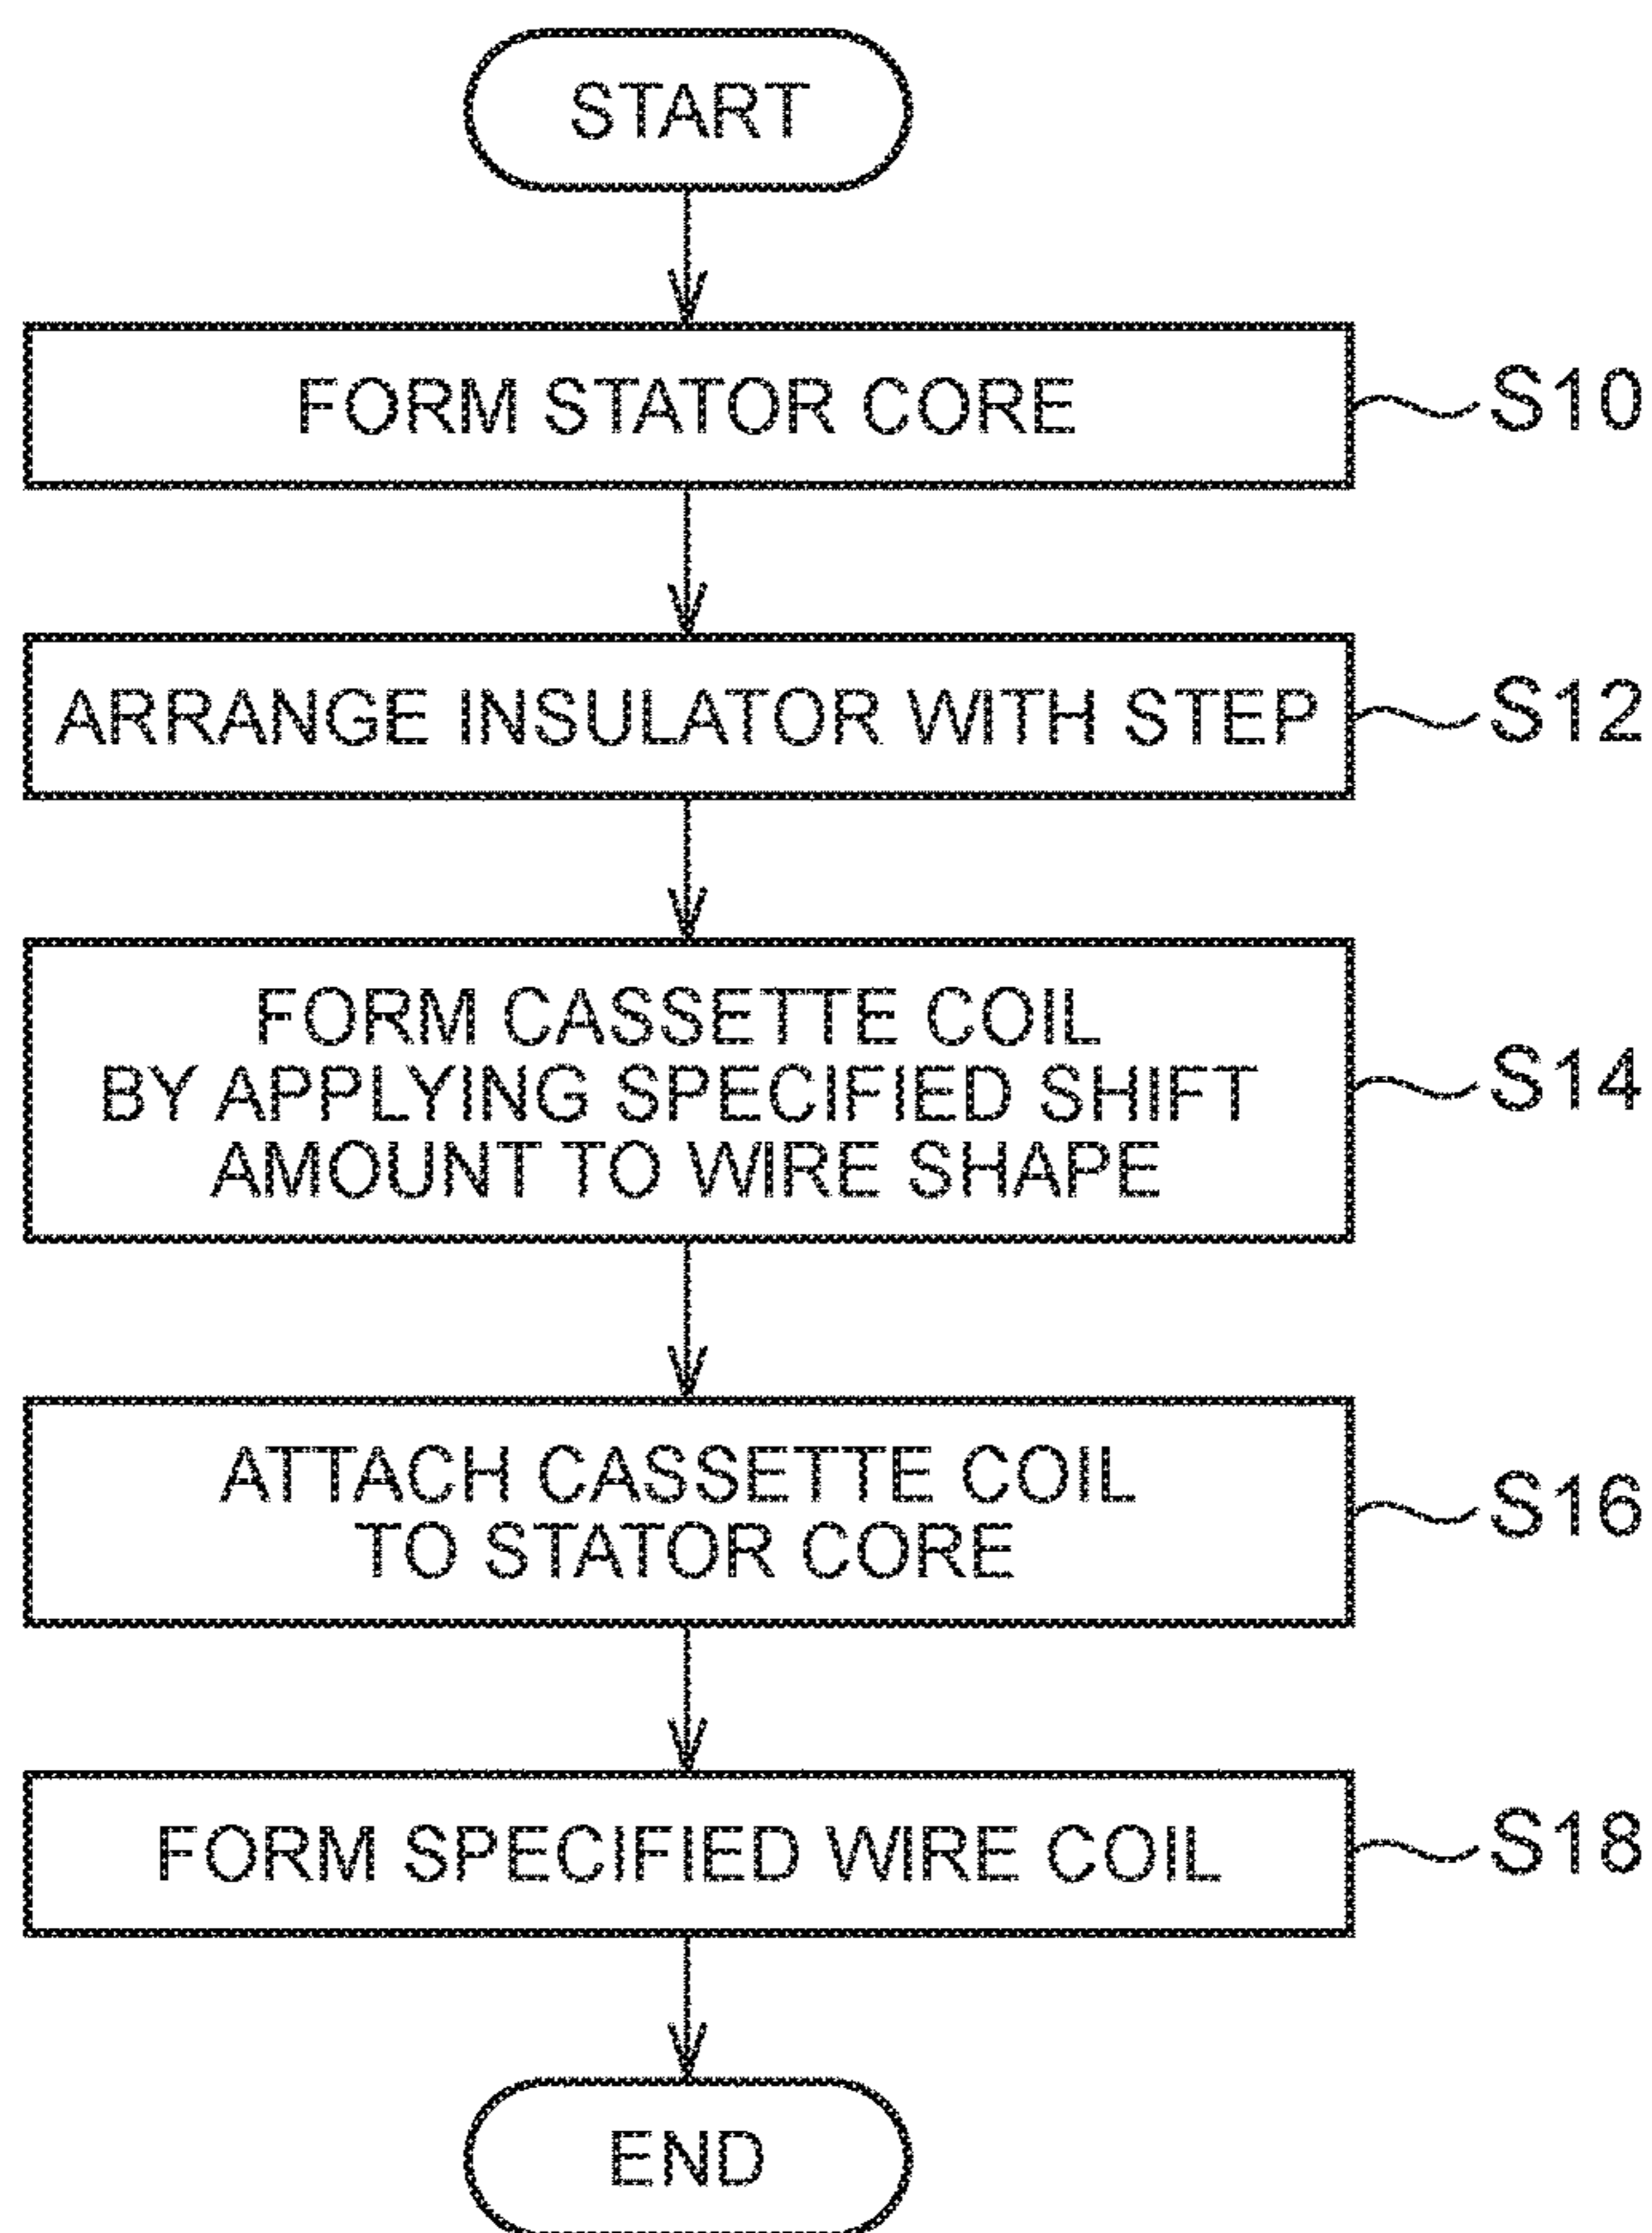 START
FORM STATOR CORE
S10
ARRANGE INSULATOR WITH STEP
S12
FORM CASSETTE COIL
BY APPLYING SPECIFIED SHIFT
AMOUNT TO WIRE SHAPE
S14
ATTACH CASSETTE COIL
TO STATOR CORE
S16
FORM SPECIFIED WIRE COIL
S18
END